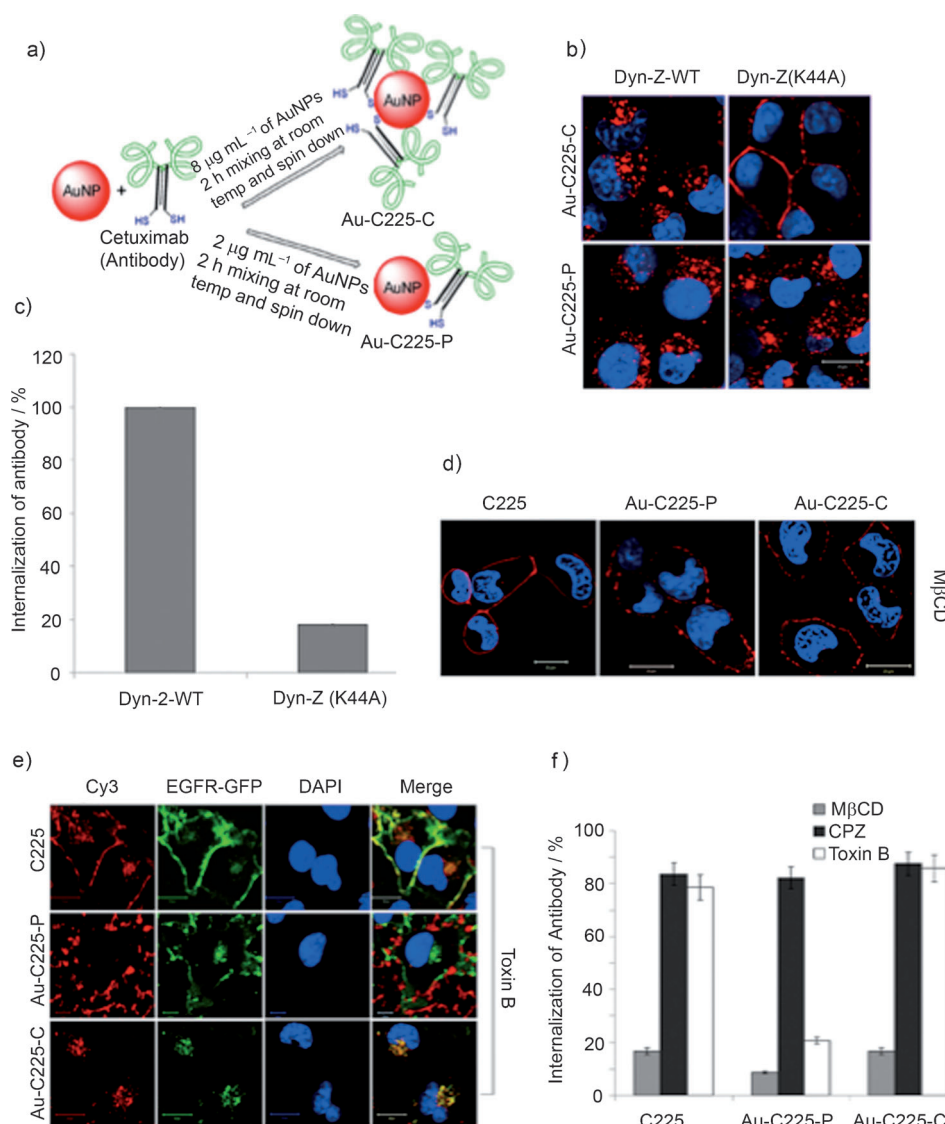 a)
HS
AuNP
S
S
SH
HS
8 µg mL⁻¹ of AuNPs
2 h mixing at room
temp and spin down
Au-C225-C
AuNP
+
HS
SH
Cetuximab
(Antibody)
2 µg mL⁻¹ of AuNPs
2 h mixing at room
temp and spin down
AuNP
S
HS
Au-C225-P
b)
Dyn-Z-WT Dyn-Z(K44A)
Au-C225-C
Au-C225-P
c)
Internalization of antibody / %
120
100
80
60
40
20
0
Dyn-2-WT Dyn-Z (K44A)
d)
C225 Au-C225-P Au-C225-C
MβCD
e)
Cy3 EGFR-GFP DAPI Merge
C225
Au-C225-P
Au-C225-C
Toxin B
f)
MβCD
CPZ
Toxin B
Internalization of Antibody / %
100
80
60
40
20
0
C225 Au-C225-P Au-C225-C